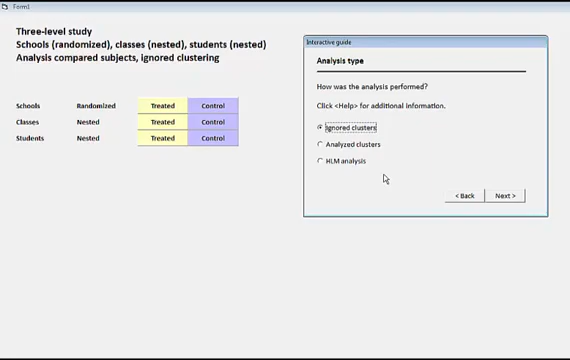 Form1
Three-level study
Schools (randomized), classes (nested), students (nested)
Analysis compared subjects, ignored clustering
Schools Randomized Treated Control
Classes Nested Treated Control
Students Nested Treated Control
Interactive guide
Analysis type
How was the analysis performed?
Click <Help> for additional information.
Ignored clusters
Analyzed clusters
HLM analysis
< Back Next >